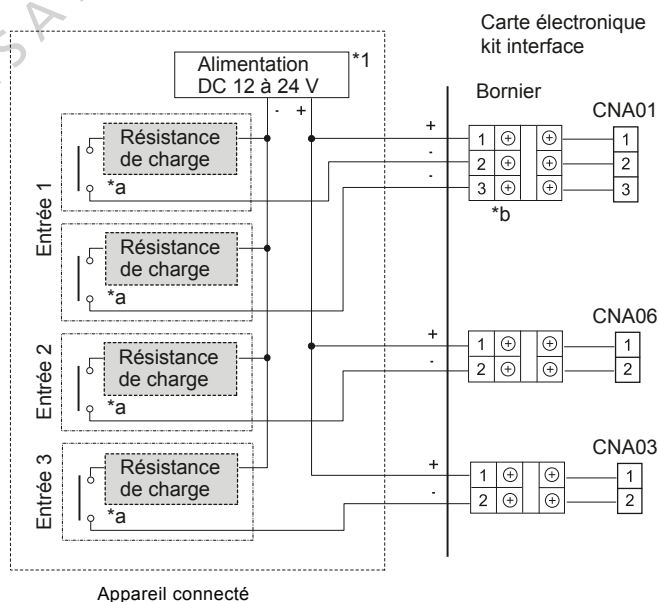 Carte électronique
kit interface
Alimentation
DC 12 à 24 V
*1
- +
Bornier
CNA01
Entrée 1
Résistance
de charge
*a
+
-
-
1
2
3
1
2
3
*b
Résistance
de charge
*a
CNA06
Entrée 2
Résistance
de charge
*a
+
-
1
2
1
2
CNA03
Entrée 3
Résistance
de charge
*a
+
-
1
2
1
2
Appareil connecté